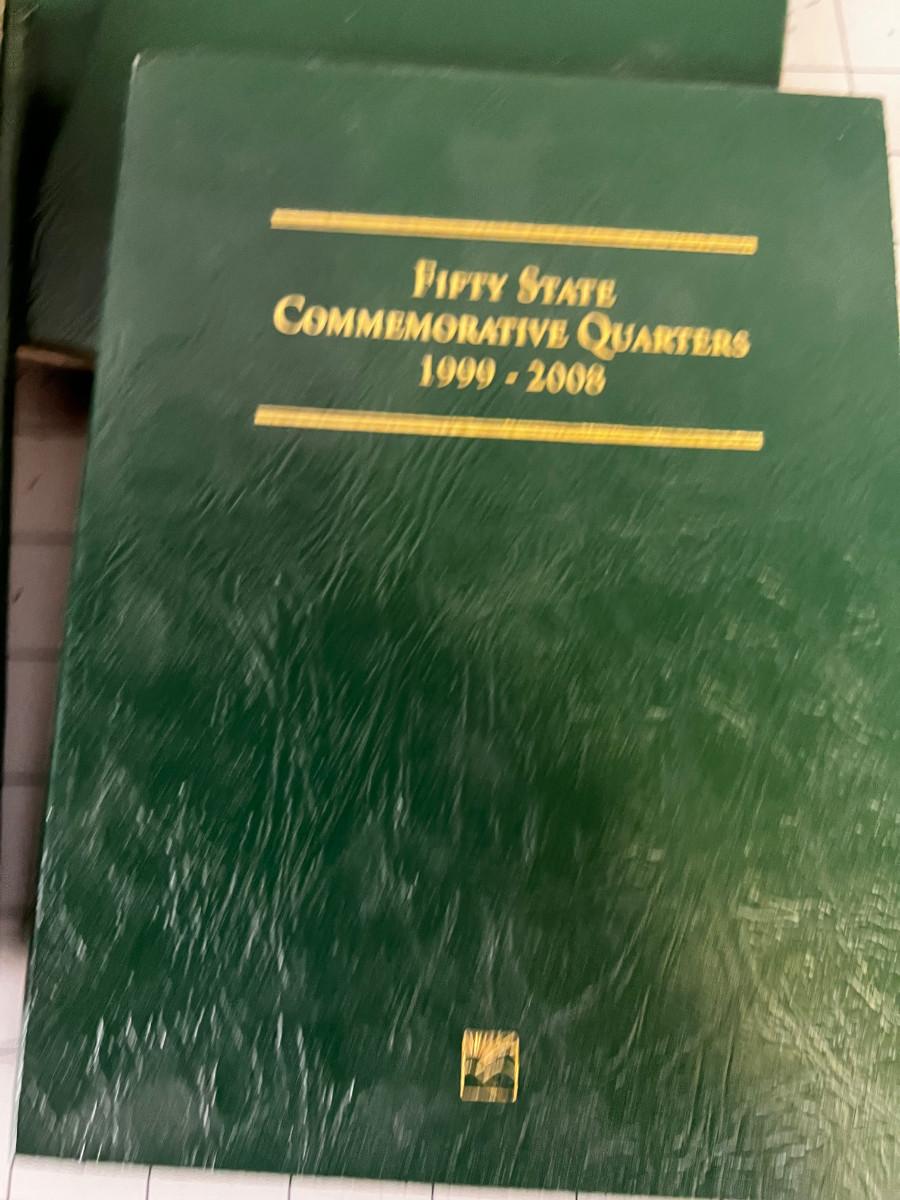 FIFTY STATE
COMMEMORATIVE QUARTERS
1999 - 2008